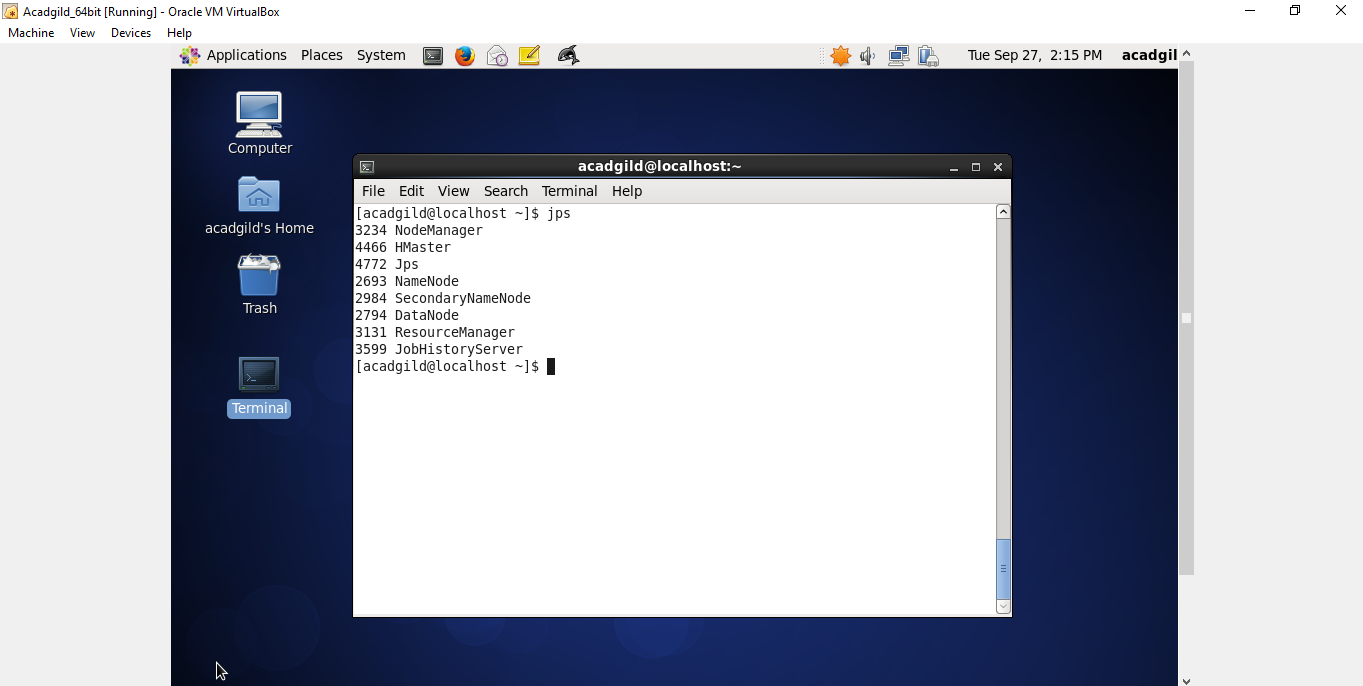 Acadgild_64bit [Running] - Oracle VM VirtualBox
Machine View Devices Help
Applications Places System Tue Sep 27, 2:15 PM acadgil
Computer
acadgild's Home
Trash
Terminal
acadgild@localhost:~
File Edit View Search Terminal Help
[acadgild@localhost ~]$ jps
3234 NodeManager
4466 HMaster
4772 Jps
2693 NameNode
2984 SecondaryNameNode
2794 DataNode
3131 ResourceManager
3599 JobHistoryServer
[acadgild@localhost ~]$